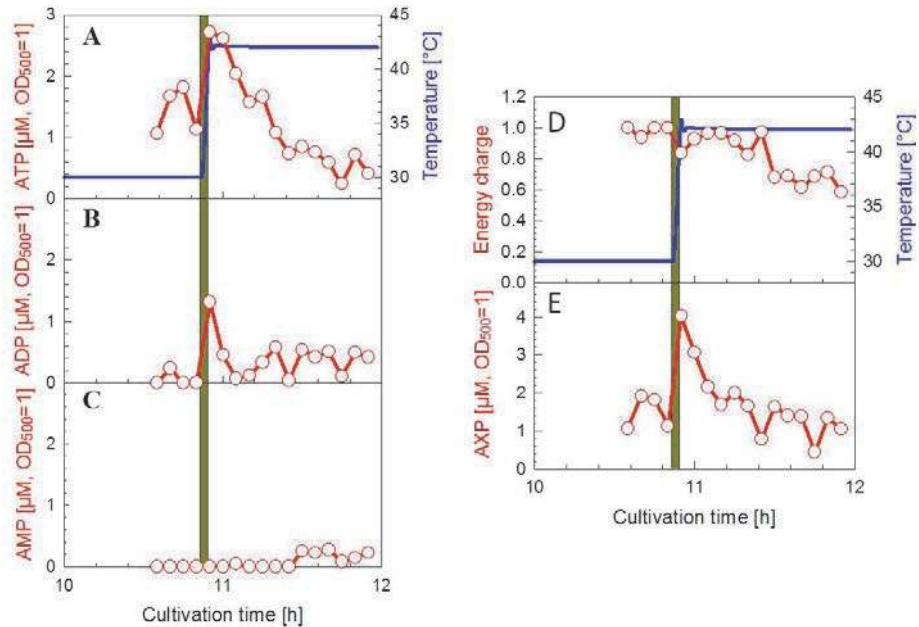 A
ATP [µM, OD500=1]
3
2
1
0
Temperature [°C]
45
40
35
30
B
ADP [µM, OD500=1]
2
1
0
C
AMP [µM, OD500=1]
2
1
0
10
11
12
Cultivation time [h]
D
Energy charge
1.2
1.0
0.8
0.6
0.4
0.2
0.0
Temperature [°C]
45
40
35
30
E
AXP [µM, OD500=1]
4
3
2
1
0
10
11
12
Cultivation time [h]